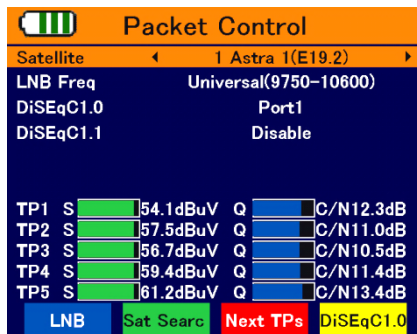 Packet Control
Satellite 1 Astra 1(E19.2)
LNB Freq Universal(9750-10600)
DiSEqC1.0 Port1
DiSEqC1.1 Disable
TP1 S 54.1dBuV Q C/N12.3dB
TP2 S 57.5dBuV Q C/N11.0dB
TP3 S 56.7dBuV Q C/N10.5dB
TP4 S 59.4dBuV Q C/N11.4dB
TP5 S 61.2dBuV Q C/N13.4dB
LNB Sat Searc Next TPs DiSEqC1.0